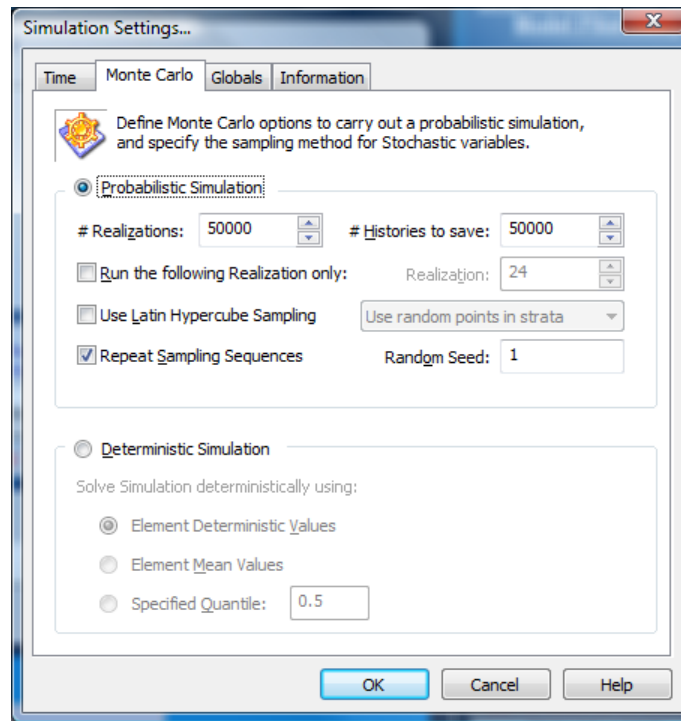 Simulation Settings...
Time Monte Carlo Globals Information
Define Monte Carlo options to carry out a probabilistic simulation,
and specify the sampling method for Stochastic variables.
Probabilistic Simulation
# Realizations: 50000 # Histories to save: 50000
Run the following Realization only: Realization: 24
Use Latin Hypercube Sampling Use random points in strata
Repeat Sampling Sequences Random Seed: 1
Deterministic Simulation
Solve Simulation deterministically using:
Element Deterministic Values
Element Mean Values
Specified Quantile: 0.5
OK Cancel Help